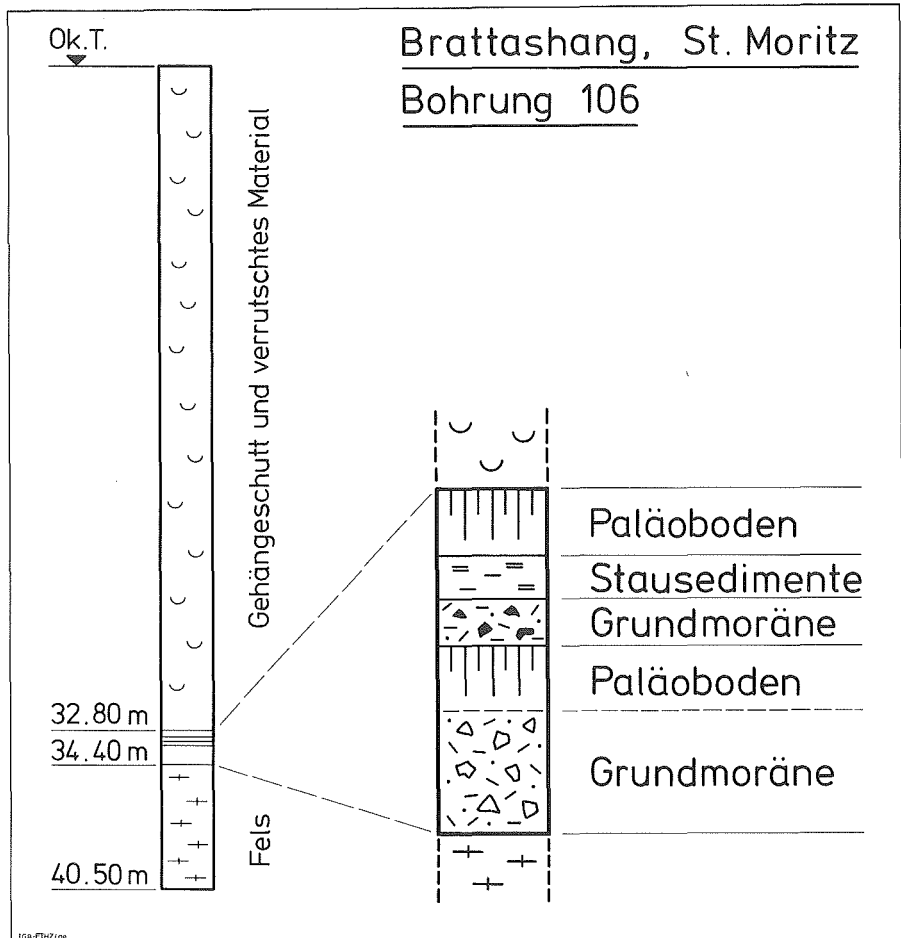 Ok.T.
Brattashang, St. Moritz
Bohrung 106
Gehängeschutt und verrutschtes Material
Paläoboden
Stausedimente
Grundmoräne
Paläoboden
Grundmoräne
32.80 m
34.40 m
Fels
40.50 m